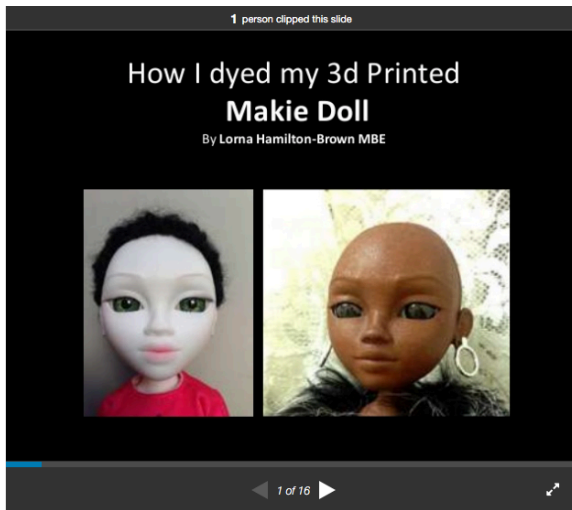 1 person clipped this slide
How I dyed my 3d Printed
Makie Doll
By Lorna Hamilton-Brown MBE
1 of 16